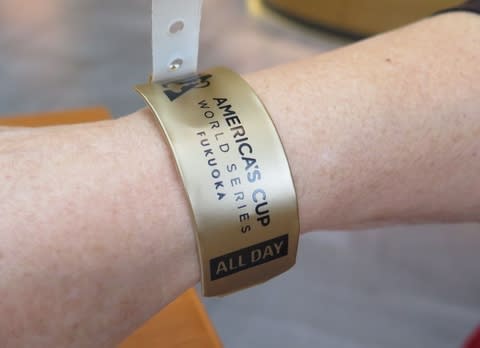 AMERICA'S CUP
WORLD SERIES
FUKUOKA
ALL DAY